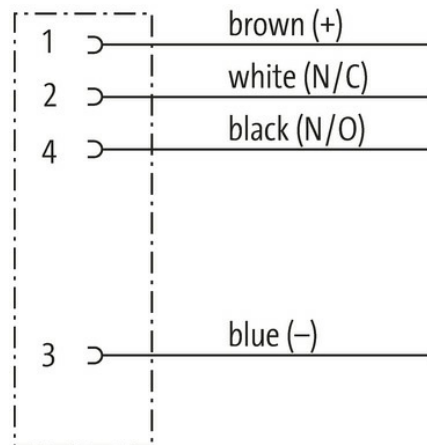 1 brown (+)
2 white (N/C)
4 black (N/O)
3 blue (–)